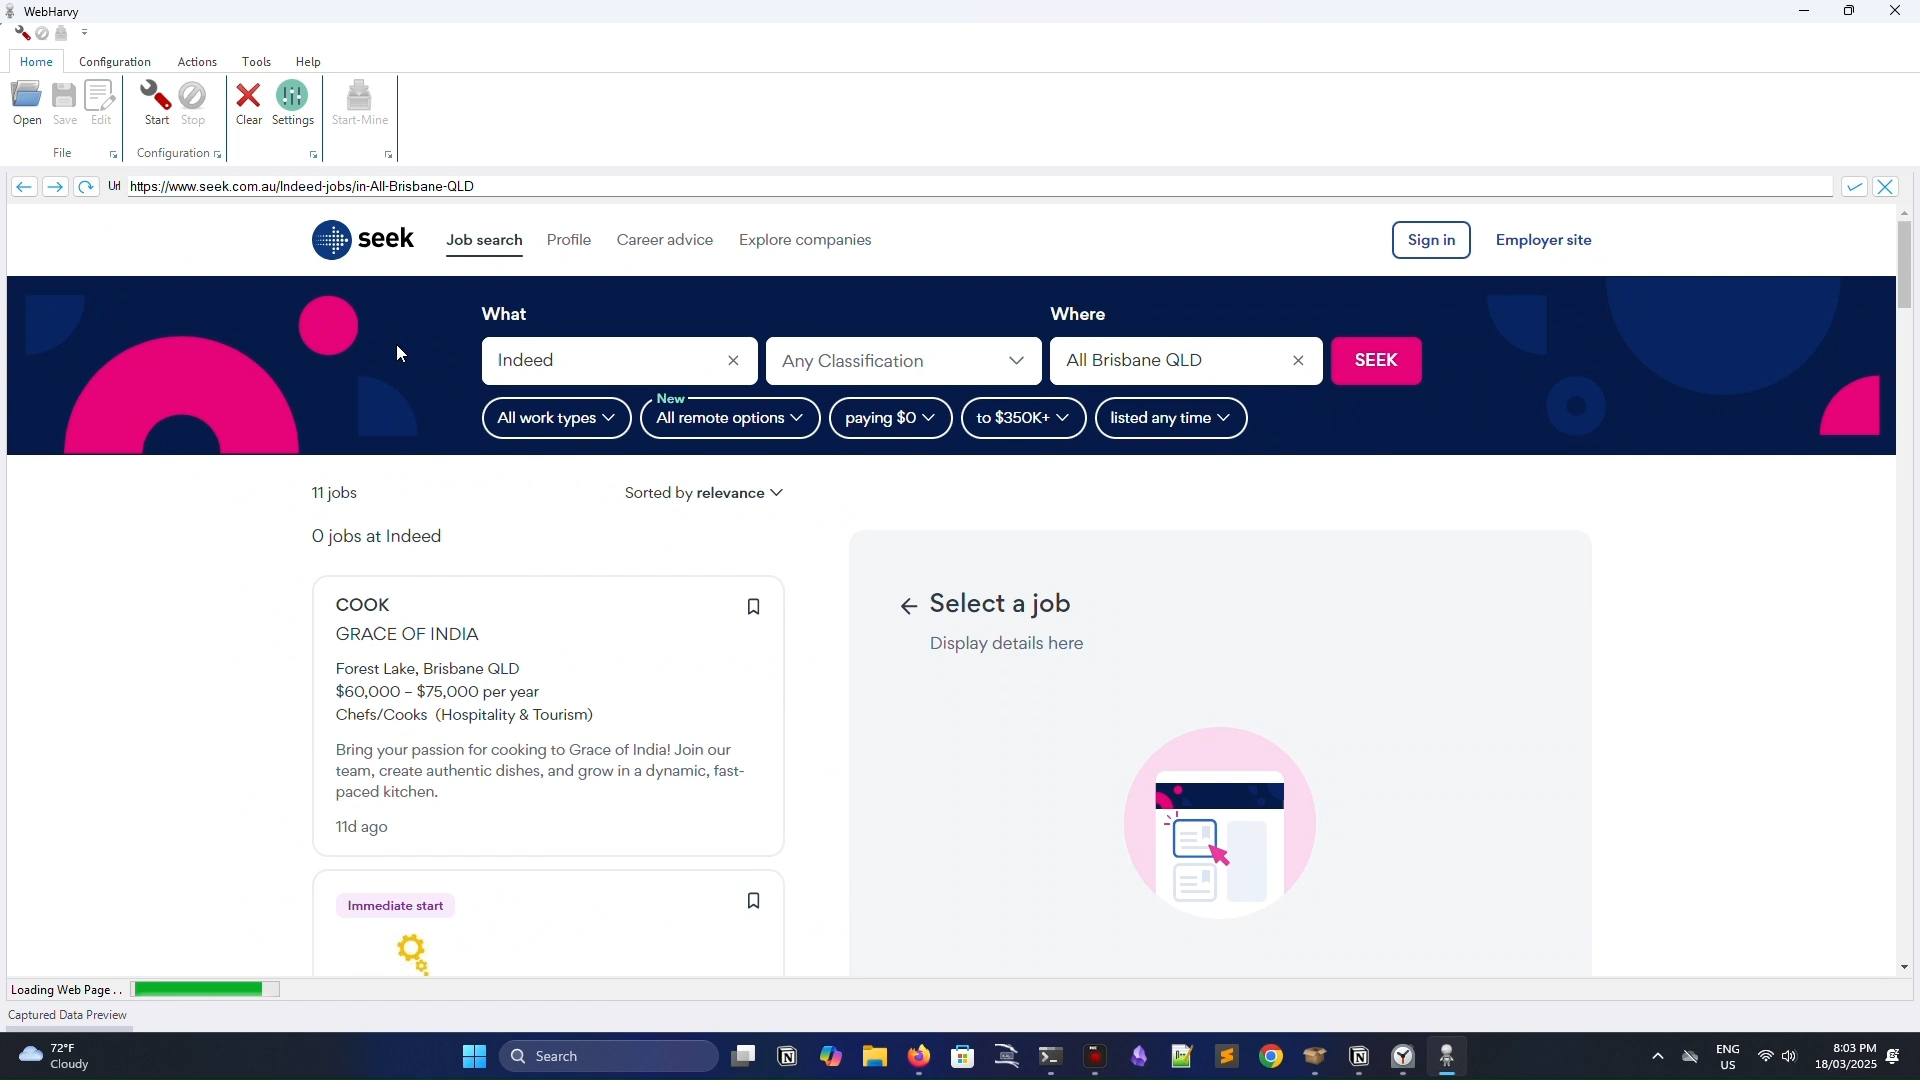 WebHarvy
Home Configuration Actions Tools Help
Open Save Edit Start Stop Clear Settings Start-Mine
File Configuration
Url https://www.seek.com.au/Indeed-jobs/in-All-Brisbane-QLD
seek Job search Profile Career advice Explore companies Sign in Employer site
What Where
Indeed Any Classification All Brisbane QLD SEEK
New
All work types All remote options paying $0 to $350K+ listed any time
11 jobs Sorted by relevance
0 jobs at Indeed
COOK
GRACE OF INDIA
Forest Lake, Brisbane QLD
$60,000 – $75,000 per year
Chefs/Cooks (Hospitality & Tourism)
Bring your passion for cooking to Grace of India! Join our
team, create authentic dishes, and grow in a dynamic, fast-
paced kitchen.
11d ago
Immediate start
Select a job
Display details here
Loading Web Page . .
Captured Data Preview
72°F
Cloudy
Search
ENG
US
8:03 PM
18/03/2025